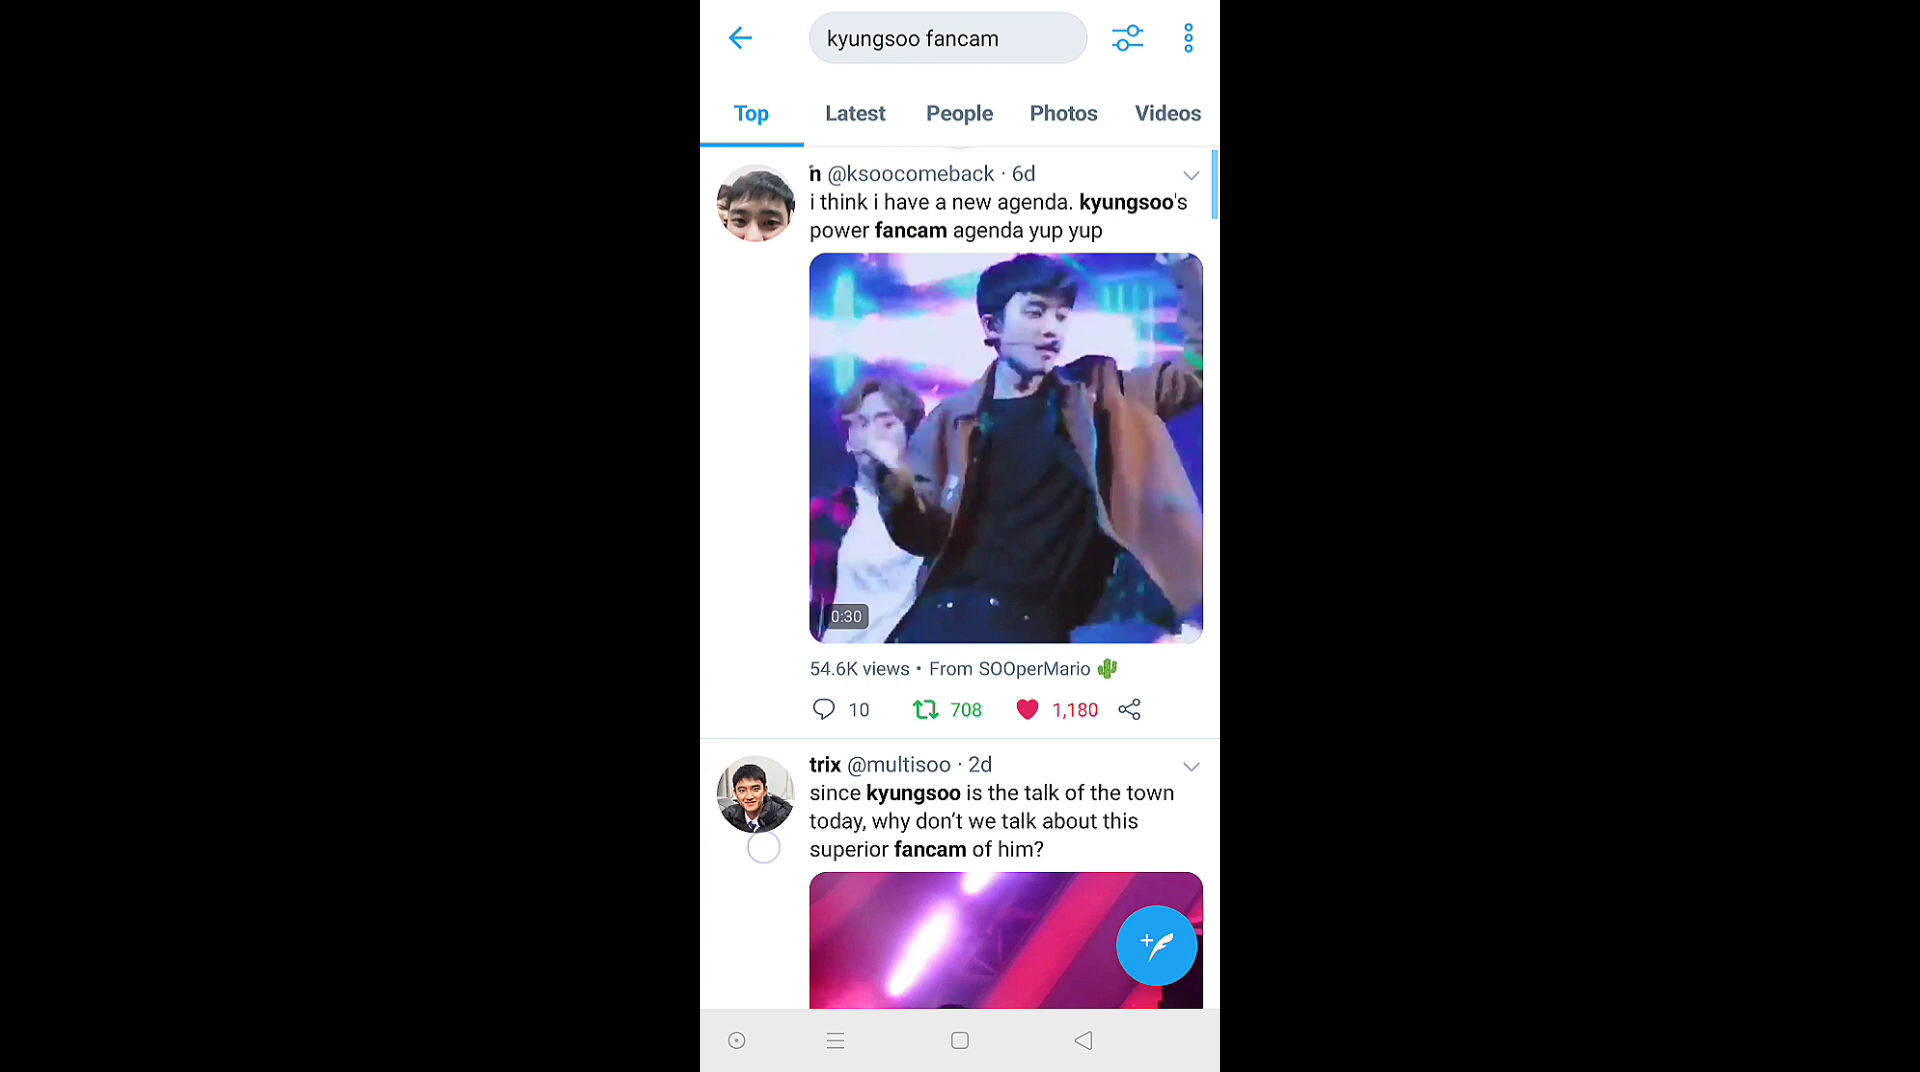 kyungsoo fancam
Top Latest People Photos Videos
n @ksoocomeback · 6d
i think i have a new agenda. kyungsoo's
power fancam agenda yup yup
0:30
54.6K views • From SOOperMario 🌵
10 708 1,180
trix @multisoo · 2d
since kyungsoo is the talk of the town
today, why don’t we talk about this
superior fancam of him?